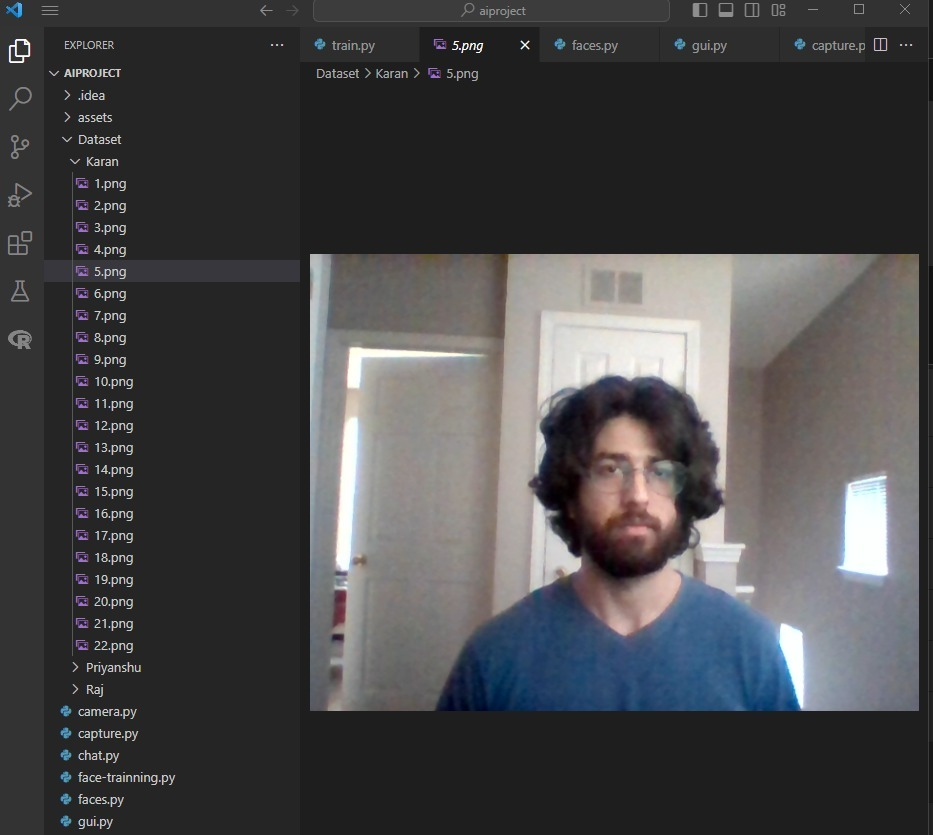 aiproject
EXPLORER
train.py
5.png
faces.py
gui.py
capture.p
AIPROJECT
Dataset > Karan > 5.png
.idea
assets
Dataset
Karan
1.png
2.png
3.png
4.png
5.png
6.png
7.png
8.png
9.png
10.png
11.png
12.png
13.png
14.png
15.png
16.png
17.png
18.png
19.png
20.png
21.png
22.png
Priyanshu
Raj
camera.py
capture.py
chat.py
face-trainning.py
faces.py
gui.py